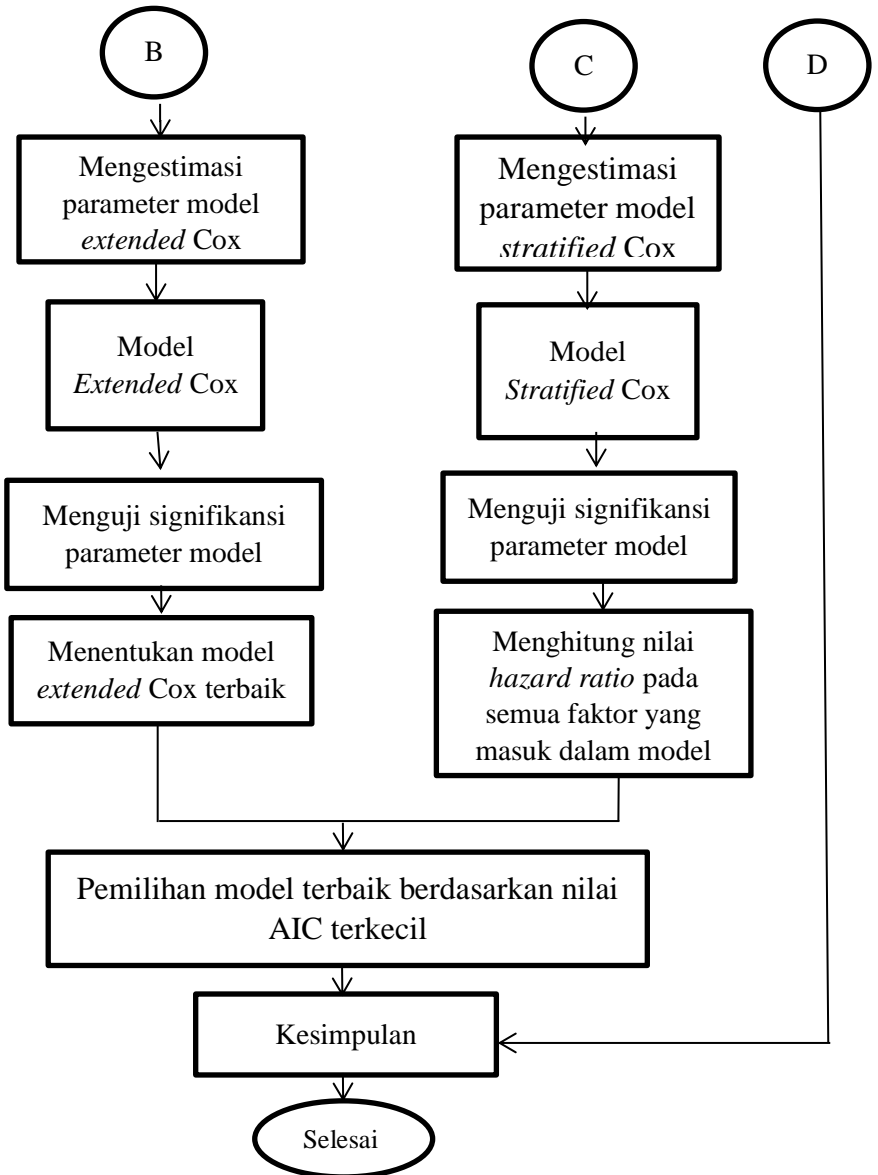 B
C
D
Mengestimasi
parameter model
extended Cox
Mengestimasi
parameter model
stratified Cox
Model
Extended Cox
Model
Stratified Cox
Menguji signifikansi
parameter model
Menguji signifikansi
parameter model
Menentukan model
extended Cox terbaik
Menghitung nilai
hazard ratio pada
semua faktor yang
masuk dalam model
Pemilihan model terbaik berdasarkan nilai
AIC terkecil
Kesimpulan
Selesai